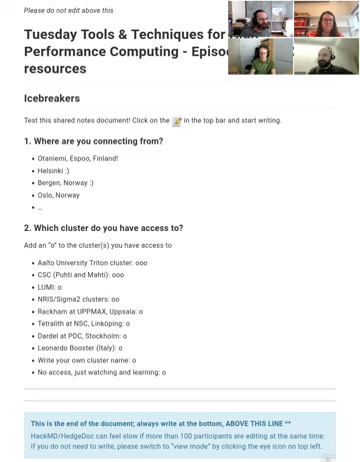 Please do not edit above this
Tuesday Tools & Techniques for
Performance Computing - Episo
resources
Icebreakers
Test this shared notes document! Click on the 📝 in the top bar and start writing.
1. Where are you connecting from?
• Otaniemi, Espoo, Finland!
• Helsinki :)
• Bergen, Norway :)
• Oslo, Norway
• ..
2. Which cluster do you have access to?
Add an "o" to the cluster(s) you have access to
• Aalto University Triton cluster: ooo
• CSC (Puhti and Mahti): ooo
• LUMI: o
• NRIS/Sigma2 clusters: oo
• Rackham at UPPMAX, Uppsala: o
• Tetralith at NSC, Linköping: o
• Dardel at PDC, Stockholm: o
• Leonardo Booster (Italy): o
• Write your own cluster name: o
• No access, just watching and learning: o
This is the end of the document; always write at the bottom, ABOVE THIS LINE ^^
HackMD/HedgeDoc can feel slow if more than 100 participants are editing at the same time:
If you do not need to write, please switch to "view mode" by clicking the eye icon on top left.